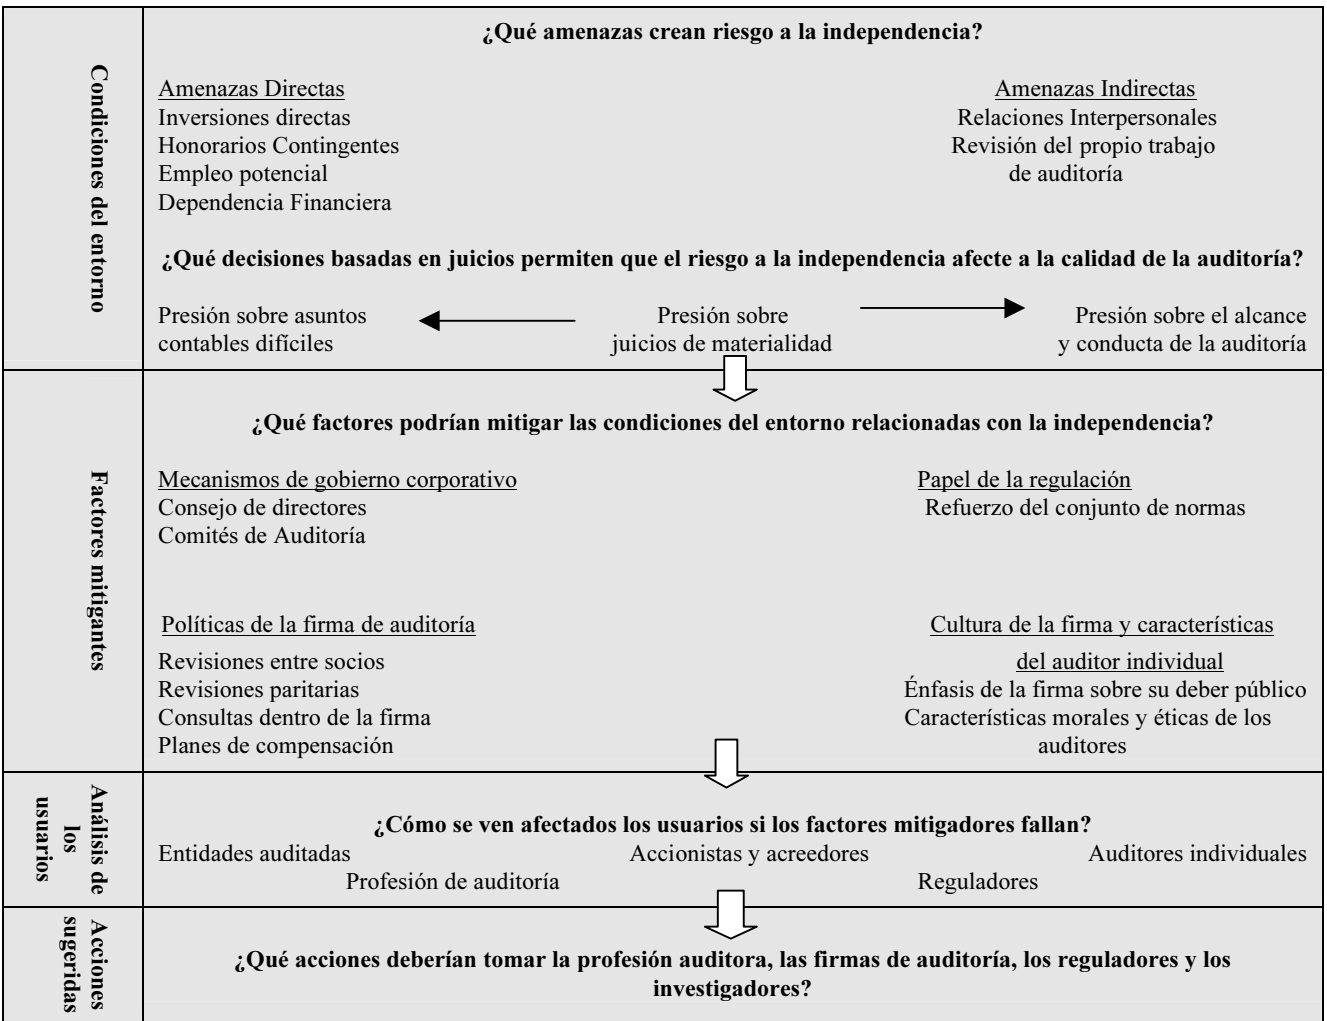 Condiciones del entorno
¿Qué amenazas crean riesgo a la independencia?
Amenazas Directas
Inversiones directas
Honorarios Contingentes
Empleo potencial
Dependencia Financiera
Amenazas Indirectas
Relaciones Interpersonales
Revisión del propio trabajo
de auditoría
¿Qué decisiones basadas en juicios permiten que el riesgo a la independencia afecte a la calidad de la auditoría?
Presión sobre asuntos
contables difíciles
Presión sobre
juicios de materialidad
Presión sobre el alcance
y conducta de la auditoría
Factores mitigantes
¿Qué factores podrían mitigar las condiciones del entorno relacionadas con la independencia?
Mecanismos de gobierno corporativo
Consejo de directores
Comités de Auditoría
Papel de la regulación
Refuerzo del conjunto de normas
Políticas de la firma de auditoría
Revisiones entre socios
Revisiones paritarias
Consultas dentro de la firma
Planes de compensación
Cultura de la firma y características
del auditor individual
Énfasis de la firma sobre su deber público
Características morales y éticas de los
auditores
Análisis de
los
usuarios
¿Cómo se ven afectados los usuarios si los factores mitigadores fallan?
Entidades auditadas
Accionistas y acreedores
Auditores individuales
Profesión de auditoría
Reguladores
Acciones
sugeridas
¿Qué acciones deberían tomar la profesión auditora, las firmas de auditoría, los reguladores y los
investigadores?